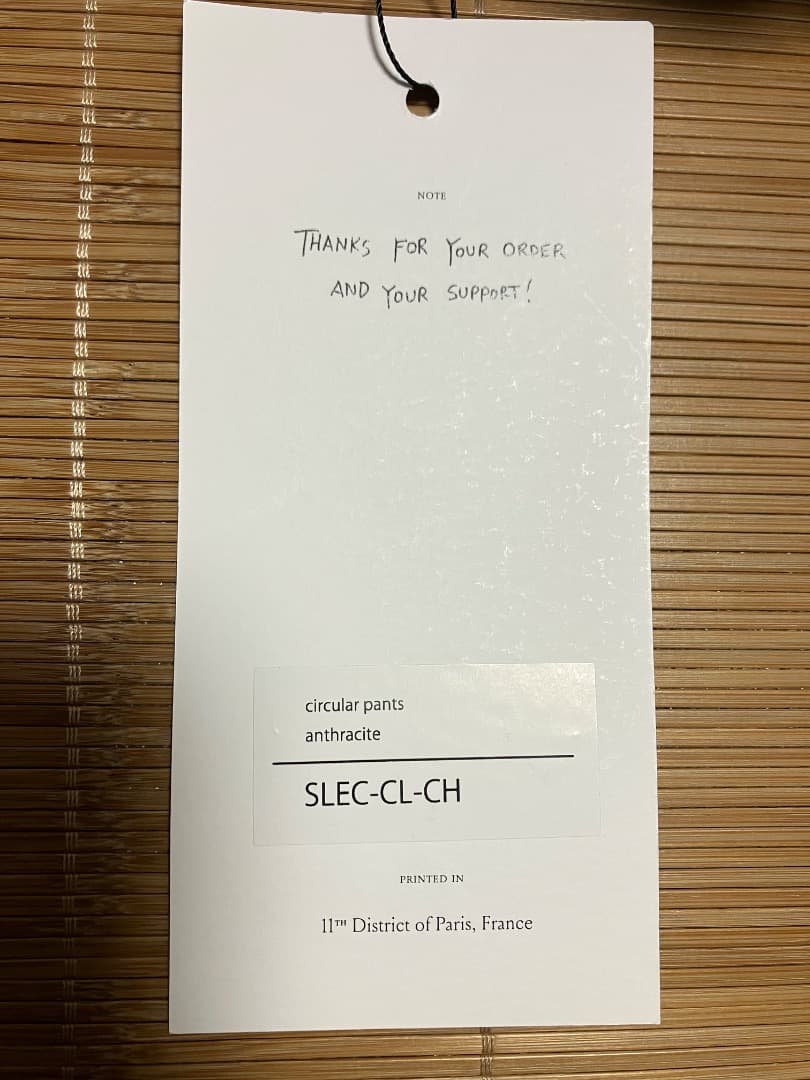 NOTE
THANKS FOR YOUR ORDER
AND YOUR SUPPORT!
circular pants
anthracite
SLEC-CL-CH
PRINTED IN
11TH District of Paris, France